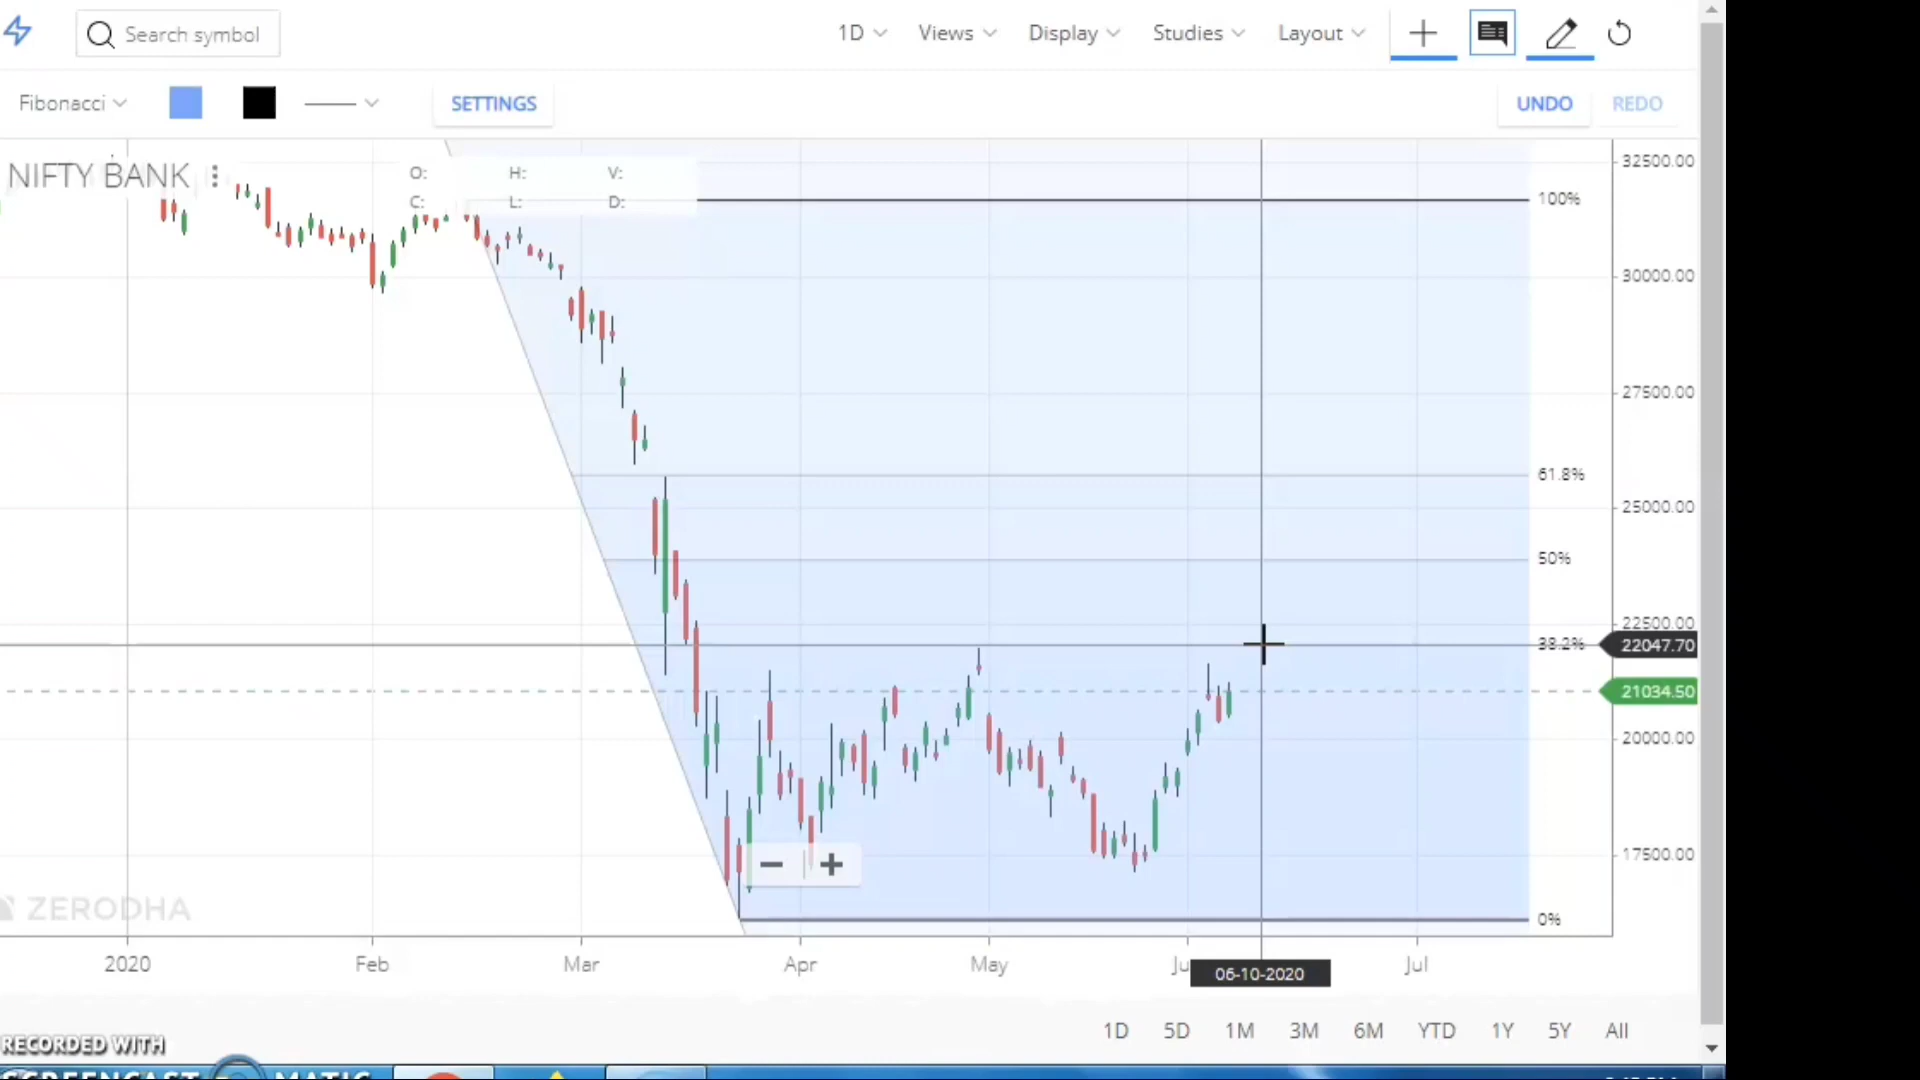 Search symbol
1D Views Display Studies Layout
Fibonacci SETTINGS UNDO REDO
NIFTY BANK
O: H: V:
C: L: D:
32500.00
100%
30000.00
27500.00
61.8%
25000.00
50%
22500.00
38.2% 22047.70
21034.50
20000.00
17500.00
ZERODHA
0%
2020 Feb Mar Apr May Ju Jul
06-10-2020
1D 5D 1M 3M 6M YTD 1Y 5Y All
RECORDED WITH
SCREENCAST MATIC